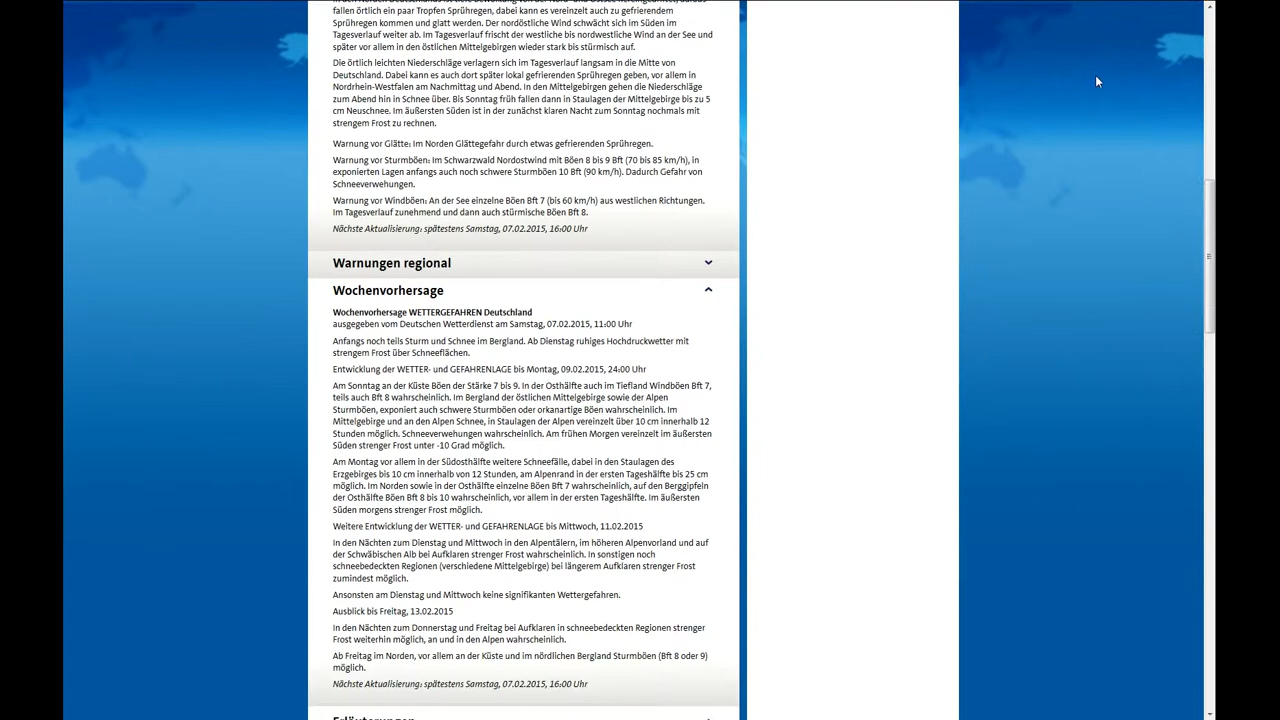 fallen örtlich ein paar Tropfen Sprühregen, dabei kann es vereinzelt auch zu gefrierendem
Sprühregen kommen und glatt werden. Der nordöstliche Wind schwächt sich im Süden im
Tagesverlauf weiter ab. Im Tagesverlauf frischt der westliche bis nordwestliche Wind an der See und
später vor allem in den östlichen Mittelgebirgen wieder stark bis stürmisch auf.
Die örtlich leichten Niederschläge verlagern sich im Tagesverlauf langsam in die Mitte von
Deutschland. Dabei kann es auch dort später lokal gefrierenden Sprühregen geben, vor allem in
Nordrhein-Westfalen am Nachmittag und Abend. In den Mittelgebirgen gehen die Niederschläge
zum Abend hin in Schnee über. Bis Sonntag früh fallen dann in Staulagen der Mittelgebirge bis zu 5
cm Neuschnee. Im äußersten Süden ist in der zunächst klaren Nacht zum Sonntag nochmals mit
strengem Frost zu rechnen.
Warnung vor Glätte: Im Norden Glättegefahr durch etwas gefrierenden Sprühregen.
Warnung vor Sturmböen: Im Schwarzwald Nordostwind mit Böen 8 bis 9 Bft (70 bis 85 km/h), in
exponierten Lagen anfangs auch noch schwere Sturmböen 10 Bft (90 km/h). Dadurch Gefahr von
Schneeverwehungen.
Warnung vor Windböen: An der See einzelne Böen Bft 7 (bis 60 km/h) aus westlichen Richtungen.
Im Tagesverlauf zunehmend und dann auch stürmische Böen Bft 8.
Nächste Aktualisierung: spätestens Samstag, 07.02.2015, 16:00 Uhr
Warnungen regional
Wochenvorhersage
Wochenvorhersage WETTERGEFAHREN Deutschland
ausgegeben vom Deutschen Wetterdienst am Samstag, 07.02.2015, 11:00 Uhr
Anfangs noch teils Sturm und Schnee im Bergland. Ab Dienstag ruhiges Hochdruckwetter mit
strengem Frost über Schneeflächen.
Entwicklung der WETTER- und GEFAHRENLAGE bis Montag, 09.02.2015, 24:00 Uhr
Am Sonntag an der Küste Böen der Stärke 7 bis 9. In der Osthälfte auch im Tiefland Windböen Bft 7,
teils auch Bft 8 wahrscheinlich. Im Bergland der östlichen Mittelgebirge sowie der Alpen
Sturmböen, exponiert auch schwere Sturmböen oder orkanartige Böen wahrscheinlich. Im
Mittelgebirge und an den Alpen Schnee, in Staulagen der Alpen vereinzelt über 10 cm innerhalb 12
Stunden möglich. Schneeverwehungen wahrscheinlich. Am frühen Morgen vereinzelt im äußersten
Süden strenger Frost unter -10 Grad möglich.
Am Montag vor allem in der Südosthälfte weitere Schneefälle, dabei in den Staulagen des
Erzgebirges bis 10 cm innerhalb von 12 Stunden, am Alpenrand in der ersten Tageshälfte bis 25 cm
möglich. Im Norden sowie in der Osthälfte einzelne Böen Bft 7 wahrscheinlich, auf den Berggipfeln
der Osthälfte Böen Bft 8 bis 10 wahrscheinlich, vor allem in der ersten Tageshälfte. Im äußersten
Süden morgens strenger Frost möglich.
Weitere Entwicklung der WETTER- und GEFAHRENLAGE bis Mittwoch, 11.02.2015
In den Nächten zum Dienstag und Mittwoch in den Alpentälern, im höheren Alpenvorland und auf
der Schwäbischen Alb bei Aufklaren strenger Frost wahrscheinlich. In sonstigen noch
schneebedeckten Regionen (verschiedene Mittelgebirge) bei längerem Aufklaren strenger Frost
zumindest möglich.
Ansonsten am Dienstag und Mittwoch keine signifikanten Wettergefahren.
Ausblick bis Freitag, 13.02.2015
In den Nächten zum Donnerstag und Freitag bei Aufklaren in schneebedeckten Regionen strenger
Frost weiterhin möglich, an und in den Alpen wahrscheinlich.
Ab Freitag im Norden, vor allem an der Küste und im nördlichen Bergland Sturmböen (Bft 8 oder 9)
möglich.
Nächste Aktualisierung: spätestens Samstag, 07.02.2015, 16:00 Uhr
Erläuterungen